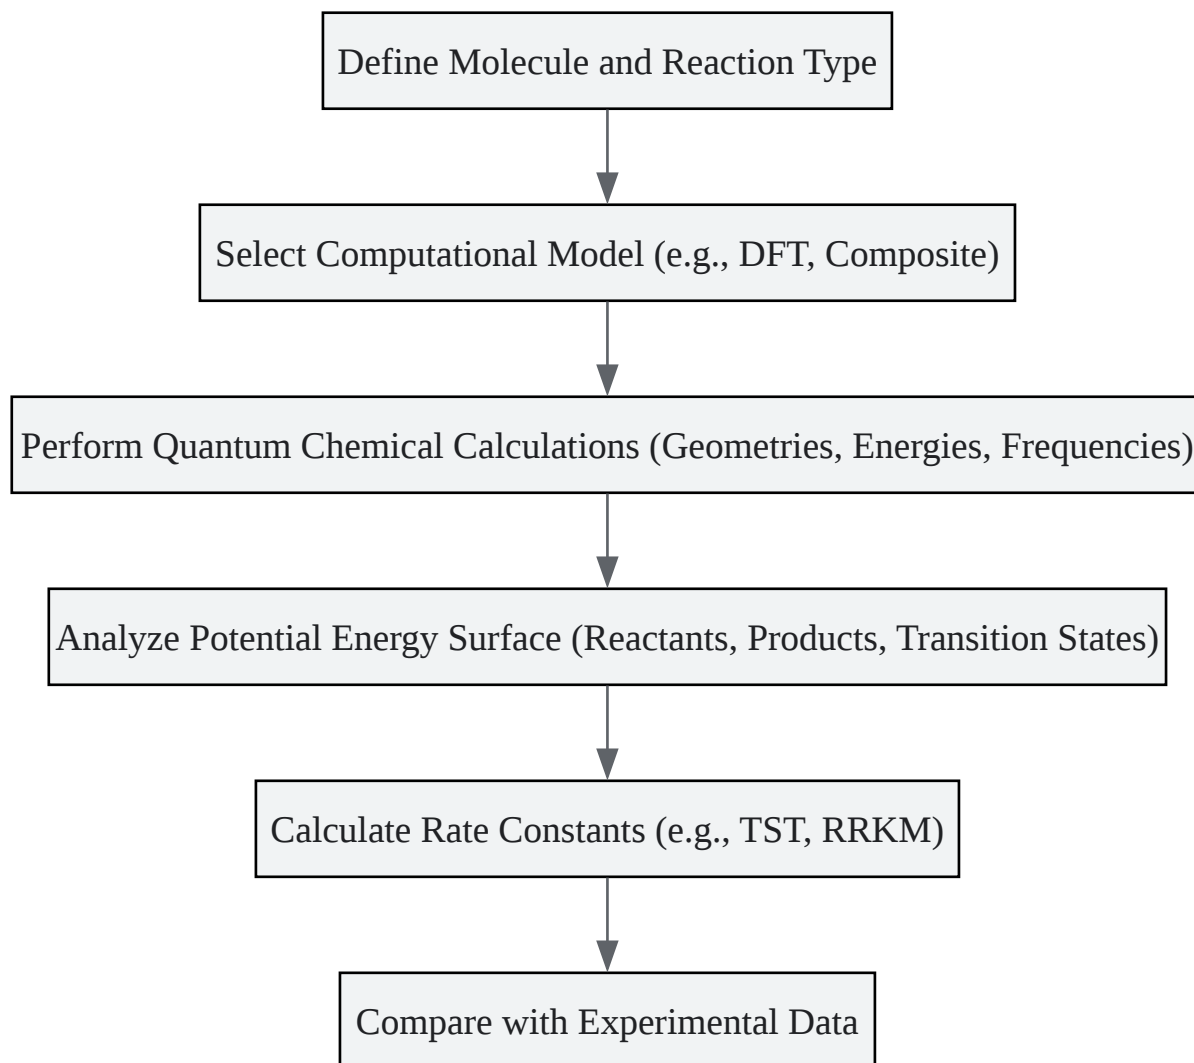 Define Molecule and Reaction Type
Select Computational Model (e.g., DFT, Composite)
Perform Quantum Chemical Calculations (Geometries, Energies, Frequencies)
Analyze Potential Energy Surface (Reactants, Products, Transition States)
Calculate Rate Constants (e.g., TST, RRKM)
Compare with Experimental Data